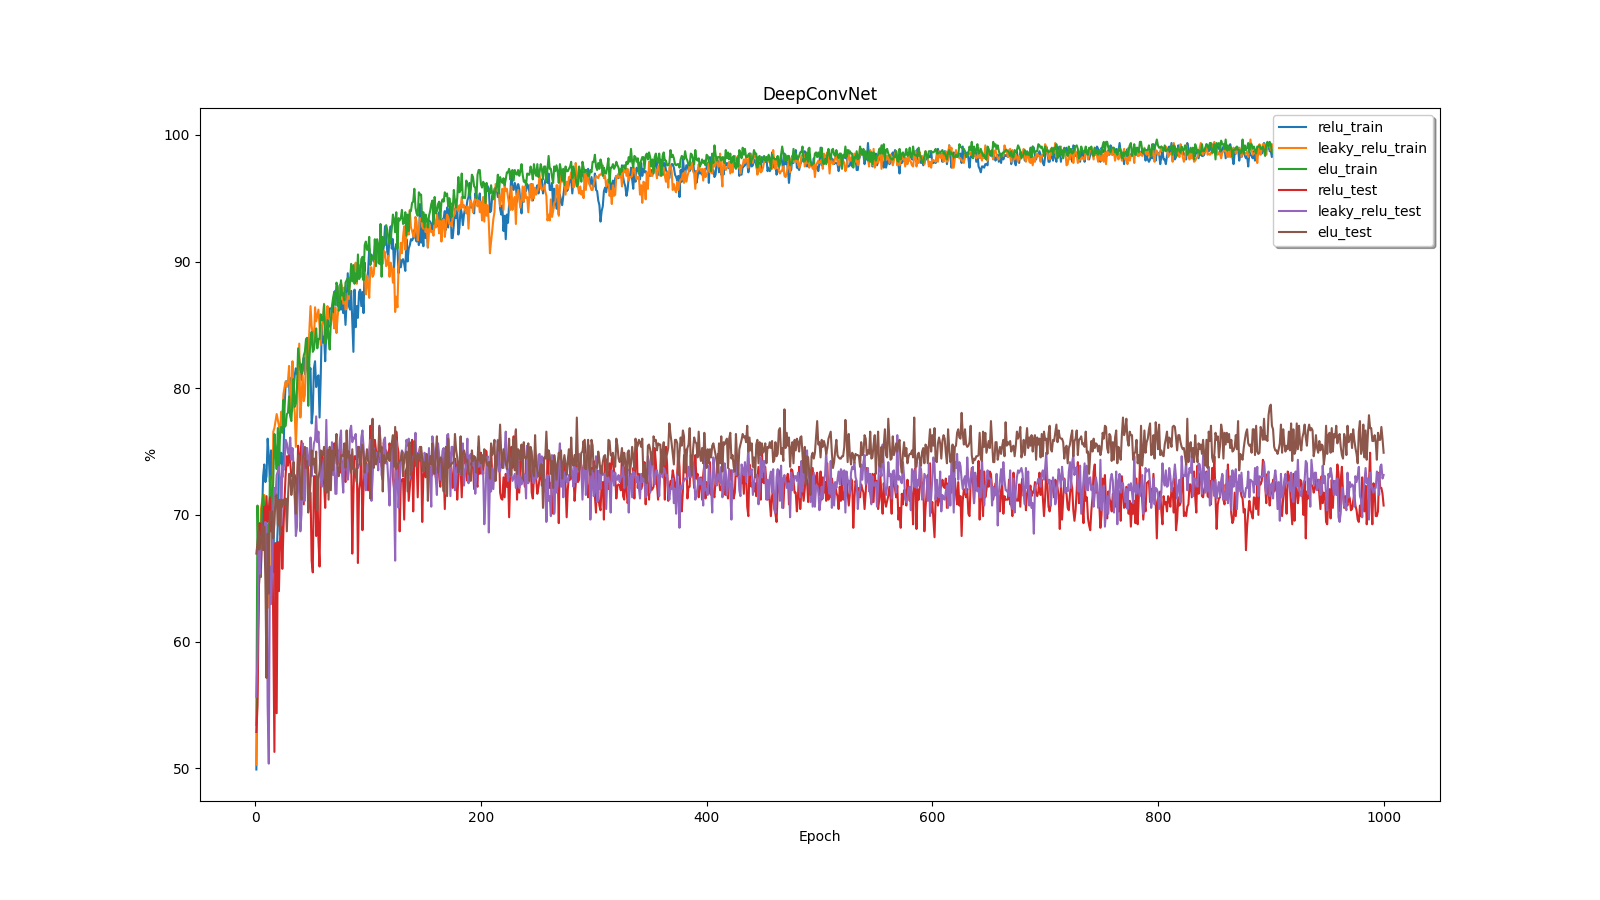 DeepConvNet
100
90
80
70
60
50
%
0
200
400
600
800
1000
Epoch
relu_train
leaky_relu_train
elu_train
relu_test
leaky_relu_test
elu_test